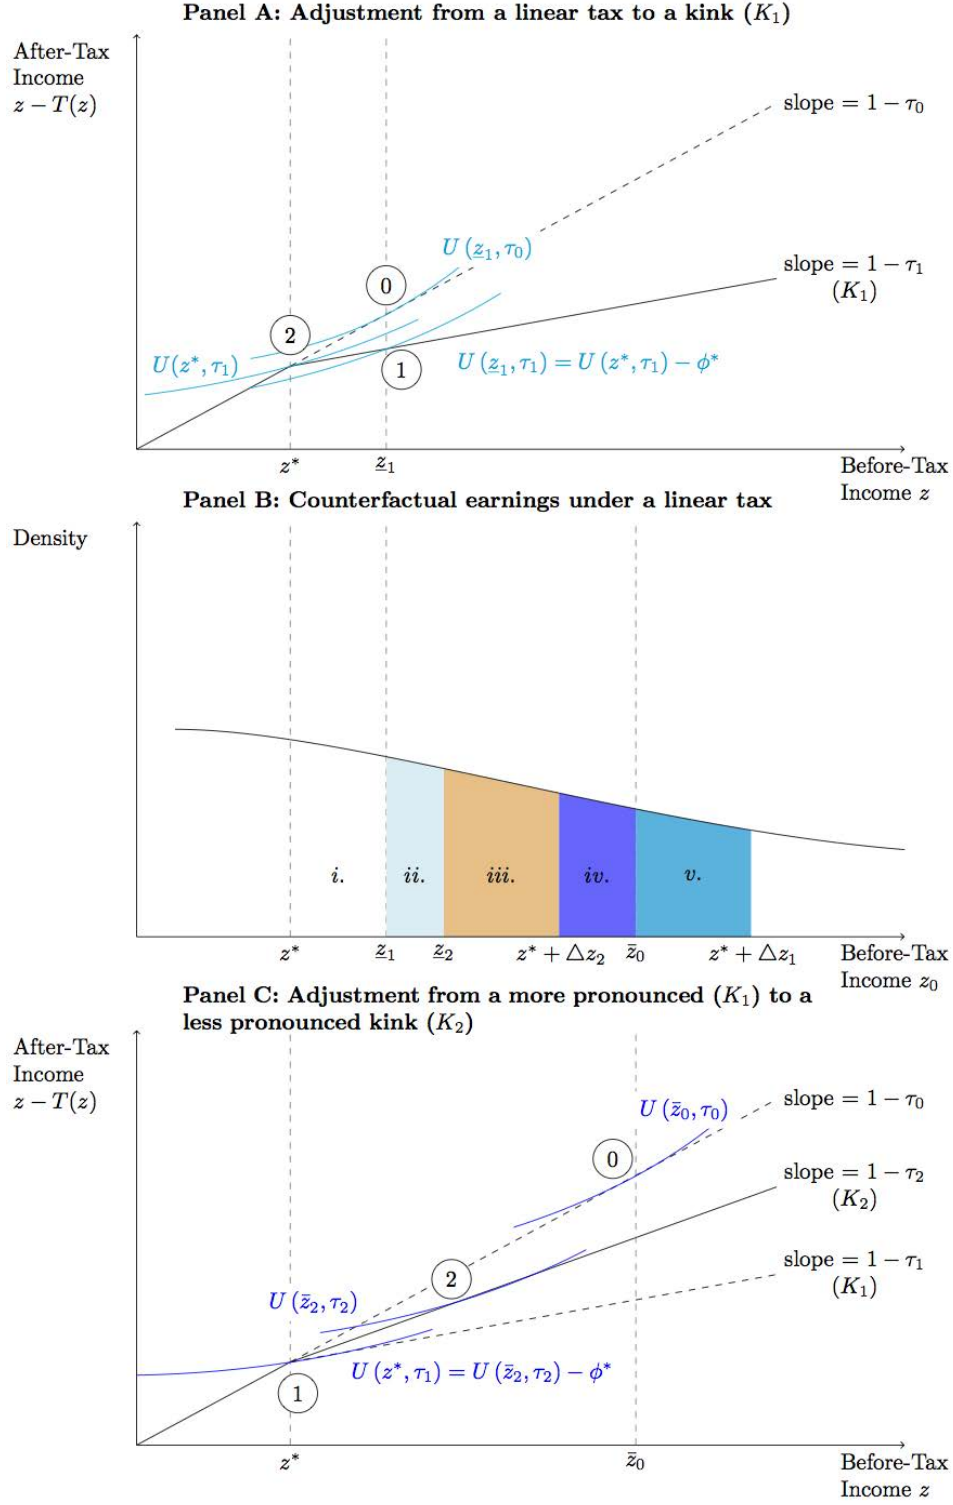 Panel A: Adjustment from a linear tax to a kink (K₁)
After-Tax
Income
z − T(z)
slope = 1 − τ₀
U (z̲₁, τ₀)
slope = 1 − τ₁
(K₁)
0
2
U(z*, τ₁)
1
U (z̲₁, τ₁) = U (z*, τ₁) − ϕ*
z*
z̲₁
Before-Tax
Income z
Panel B: Counterfactual earnings under a linear tax
Density
i.
ii.
iii.
iv.
v.
z*
z̲₁
z̲₂
z* + △z₂
z̄₀
z* + △z₁
Before-Tax
Income z₀
Panel C: Adjustment from a more pronounced (K₁) to a
less pronounced kink (K₂)
After-Tax
Income
z − T(z)
slope = 1 − τ₀
U (z̄₀, τ₀)
0
slope = 1 − τ₂
(K₂)
slope = 1 − τ₁
(K₁)
2
U (z̄₂, τ₂)
U (z*, τ₁) = U (z̄₂, τ₂) − ϕ*
1
z*
z̄₀
Before-Tax
Income z